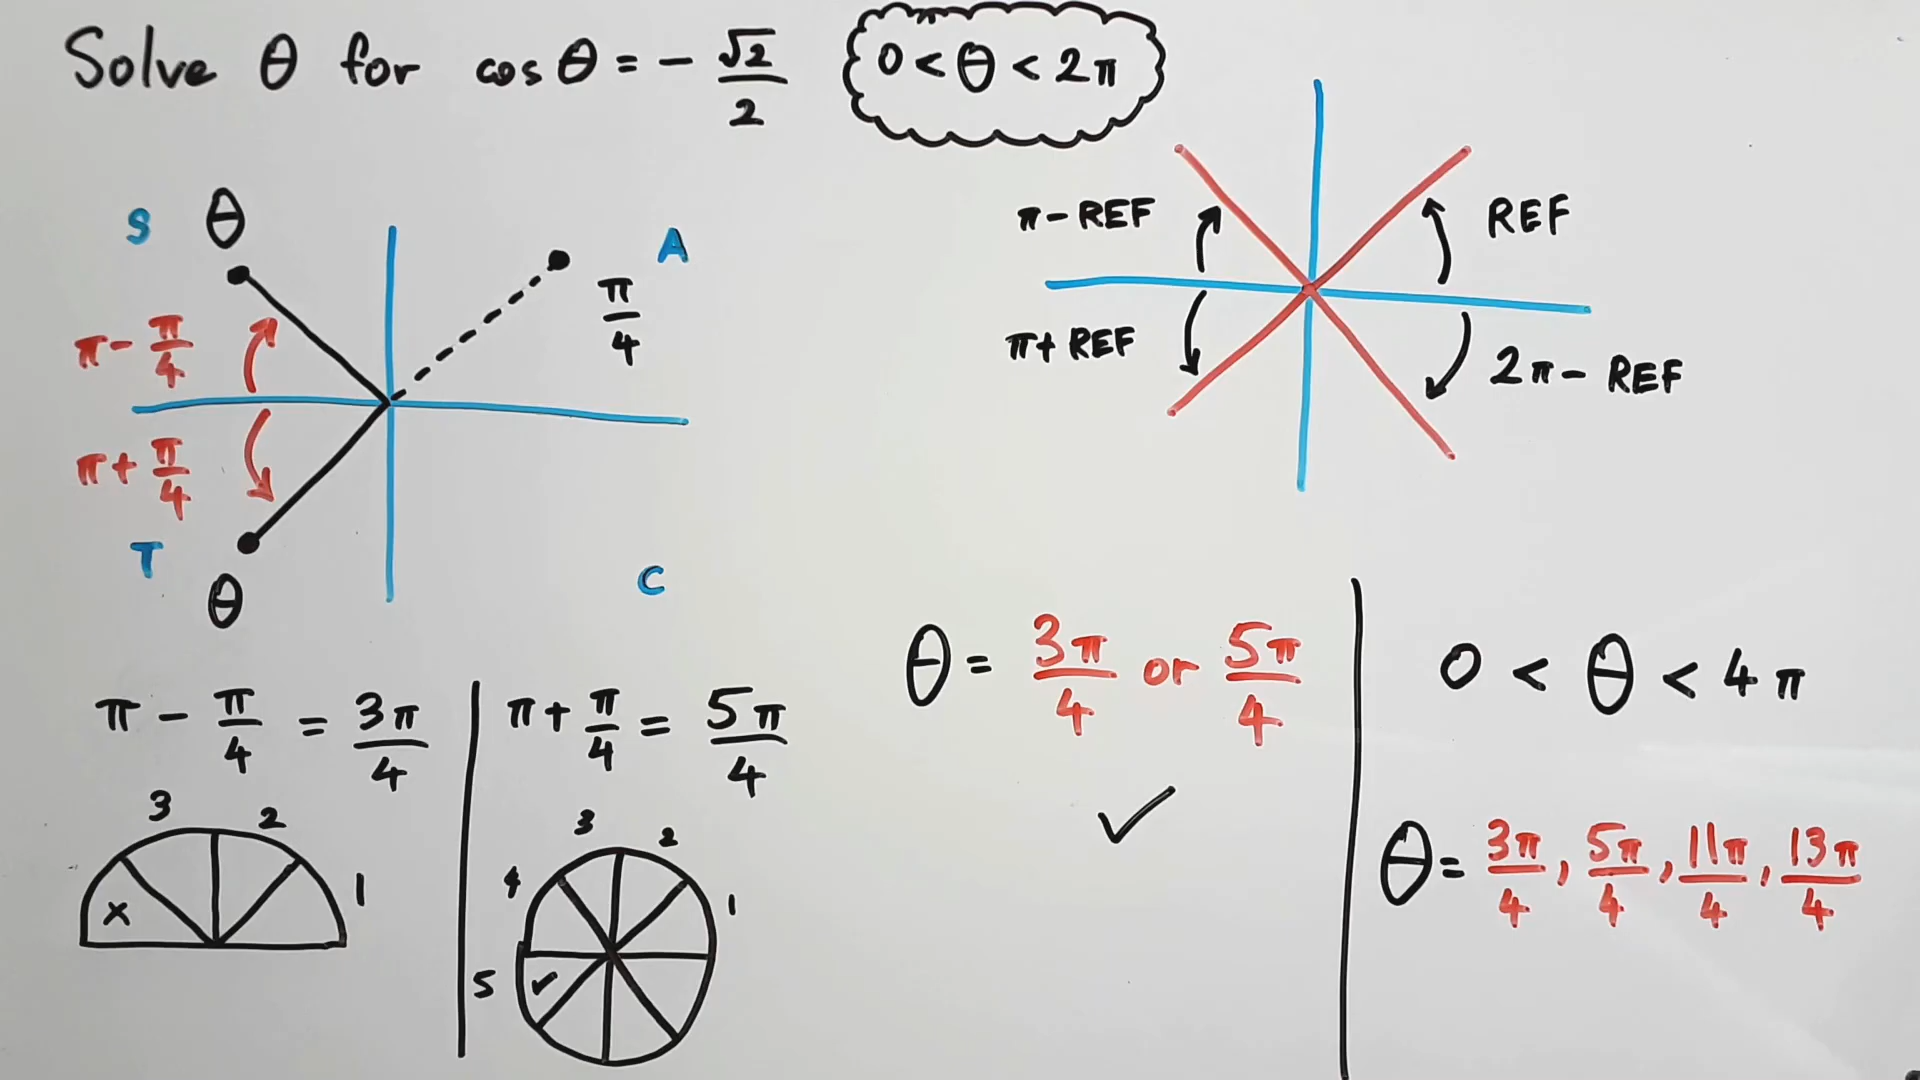 Solve θ for cos θ = - √2/2
0 < θ < 2π
S
θ
A
π/4
π - π/4
π + π/4
T
θ
C
π - REF
REF
π + REF
2π - REF
π - π/4 = 3π/4
3
2
x
1
π + π/4 = 5π/4
3
2
4
1
5 ✓
θ = 3π/4 or 5π/4
✓
0 < θ < 4π
θ = 3π/4, 5π/4, 11π/4, 13π/4